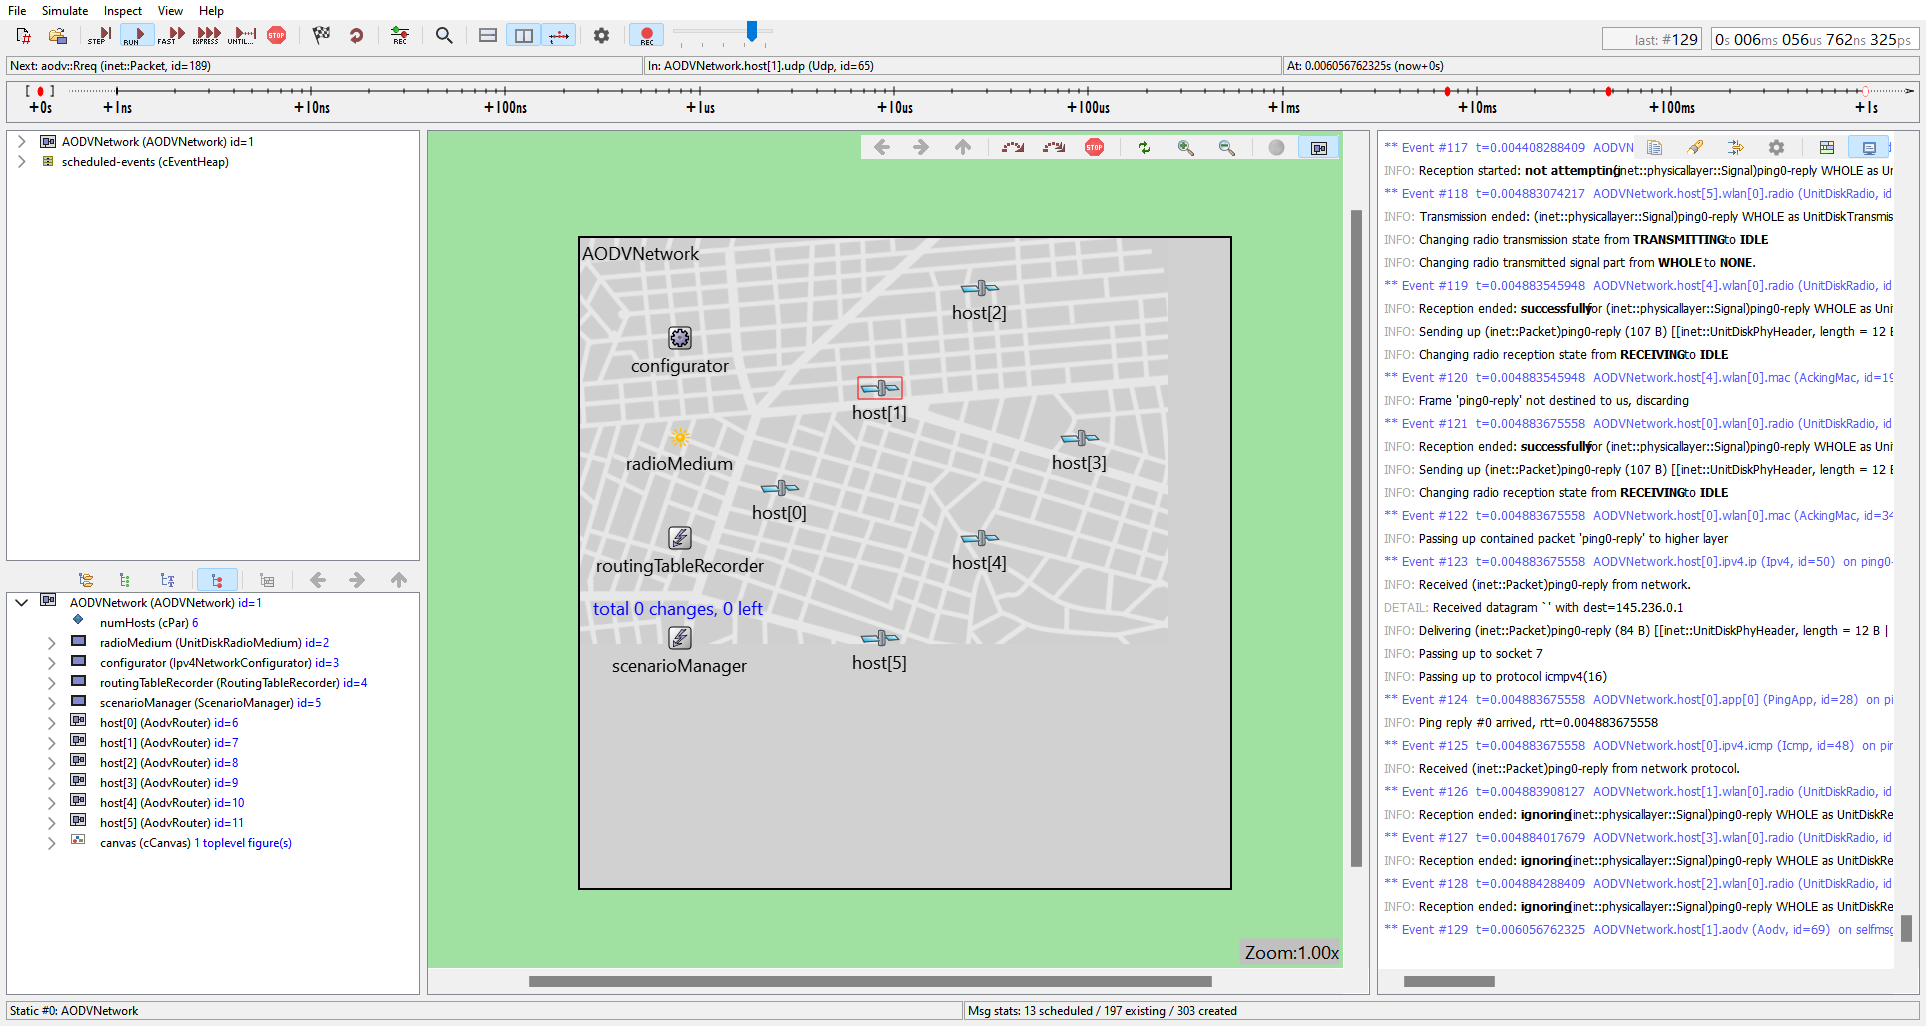 File Simulate Inspect View Help
STEP RUN FAST EXPRESS UNTIL... STOP REC REC
last: #129 0s 006ms 056us 762ns 325ps
Next: aodv::Rreq (inet::Packet, id=189) In: AODVNetwork.host[1].udp (Udp, id=65) At: 0.006056762325s (now+0s)
+0s +1ns +10ns +100ns +1us +10us +100us +1ms +10ms +100ms +1s
AODVNetwork (AODVNetwork) id=1
scheduled-events (cEventHeap)
AODVNetwork (AODVNetwork) id=1
numHosts (cPar) 6
radioMedium (UnitDiskRadioMedium) id=2
configurator (Ipv4NetworkConfigurator) id=3
routingTableRecorder (RoutingTableRecorder) id=4
scenarioManager (ScenarioManager) id=5
host[0] (AodvRouter) id=6
host[1] (AodvRouter) id=7
host[2] (AodvRouter) id=8
host[3] (AodvRouter) id=9
host[4] (AodvRouter) id=10
host[5] (AodvRouter) id=11
canvas (cCanvas) 1 toplevel figure(s)
STOP
AODVNetwork
host[2]
configurator
host[1]
radioMedium
host[3]
host[0]
routingTableRecorder
host[4]
total 0 changes, 0 left
scenarioManager
host[5]
Zoom:1.00x
** Event #117 t=0.004408288409 AODVN
INFO: Reception started: not attempting (inet::physicallayer::Signal)ping0-reply WHOLE as Un
** Event #118 t=0.004883074217 AODVNetwork.host[5].wlan[0].radio (UnitDiskRadio, id
INFO: Transmission ended: (inet::physicallayer::Signal)ping0-reply WHOLE as UnitDiskTransmis
INFO: Changing radio transmission state from TRANSMITTING to IDLE
INFO: Changing radio transmitted signal part from WHOLE to NONE.
** Event #119 t=0.004883545948 AODVNetwork.host[4].wlan[0].radio (UnitDiskRadio, id
INFO: Reception ended: successfully for (inet::physicallayer::Signal)ping0-reply WHOLE as Uni
INFO: Sending up (inet::Packet)ping0-reply (107 B) [[inet::UnitDiskPhyHeader, length = 12 B
INFO: Changing radio reception state from RECEIVING to IDLE
** Event #120 t=0.004883545948 AODVNetwork.host[4].wlan[0].mac (AckingMac, id=19
INFO: Frame 'ping0-reply' not destined to us, discarding
** Event #121 t=0.004883675558 AODVNetwork.host[0].wlan[0].radio (UnitDiskRadio, id
INFO: Reception ended: successfully for (inet::physicallayer::Signal)ping0-reply WHOLE as Uni
INFO: Sending up (inet::Packet)ping0-reply (107 B) [[inet::UnitDiskPhyHeader, length = 12 B
INFO: Changing radio reception state from RECEIVING to IDLE
** Event #122 t=0.004883675558 AODVNetwork.host[0].wlan[0].mac (AckingMac, id=34
INFO: Passing up contained packet 'ping0-reply' to higher layer
** Event #123 t=0.004883675558 AODVNetwork.host[0].ipv4.ip (Ipv4, id=50) on ping0-
INFO: Received (inet::Packet)ping0-reply from network.
DETAIL: Received datagram `' with dest=145.236.0.1
INFO: Delivering (inet::Packet)ping0-reply (84 B) [[inet::UnitDiskPhyHeader, length = 12 B |
INFO: Passing up to socket 7
INFO: Passing up to protocol icmpv4(16)
** Event #124 t=0.004883675558 AODVNetwork.host[0].app[0] (PingApp, id=28) on pi
INFO: Ping reply #0 arrived, rtt=0.004883675558
** Event #125 t=0.004883675558 AODVNetwork.host[0].ipv4.icmp (Icmp, id=48) on pin
INFO: Received (inet::Packet)ping0-reply from network protocol.
** Event #126 t=0.004883908127 AODVNetwork.host[1].wlan[0].radio (UnitDiskRadio, id
INFO: Reception ended: ignoring (inet::physicallayer::Signal)ping0-reply WHOLE as UnitDiskRe
** Event #127 t=0.004884017679 AODVNetwork.host[3].wlan[0].radio (UnitDiskRadio, id
INFO: Reception ended: ignoring (inet::physicallayer::Signal)ping0-reply WHOLE as UnitDiskRe
** Event #128 t=0.004884288409 AODVNetwork.host[2].wlan[0].radio (UnitDiskRadio, id
INFO: Reception ended: ignoring (inet::physicallayer::Signal)ping0-reply WHOLE as UnitDiskRe
** Event #129 t=0.006056762325 AODVNetwork.host[1].aodv (Aodv, id=69) on selfmsg
Static #0: AODVNetwork Msg stats: 13 scheduled / 197 existing / 303 created